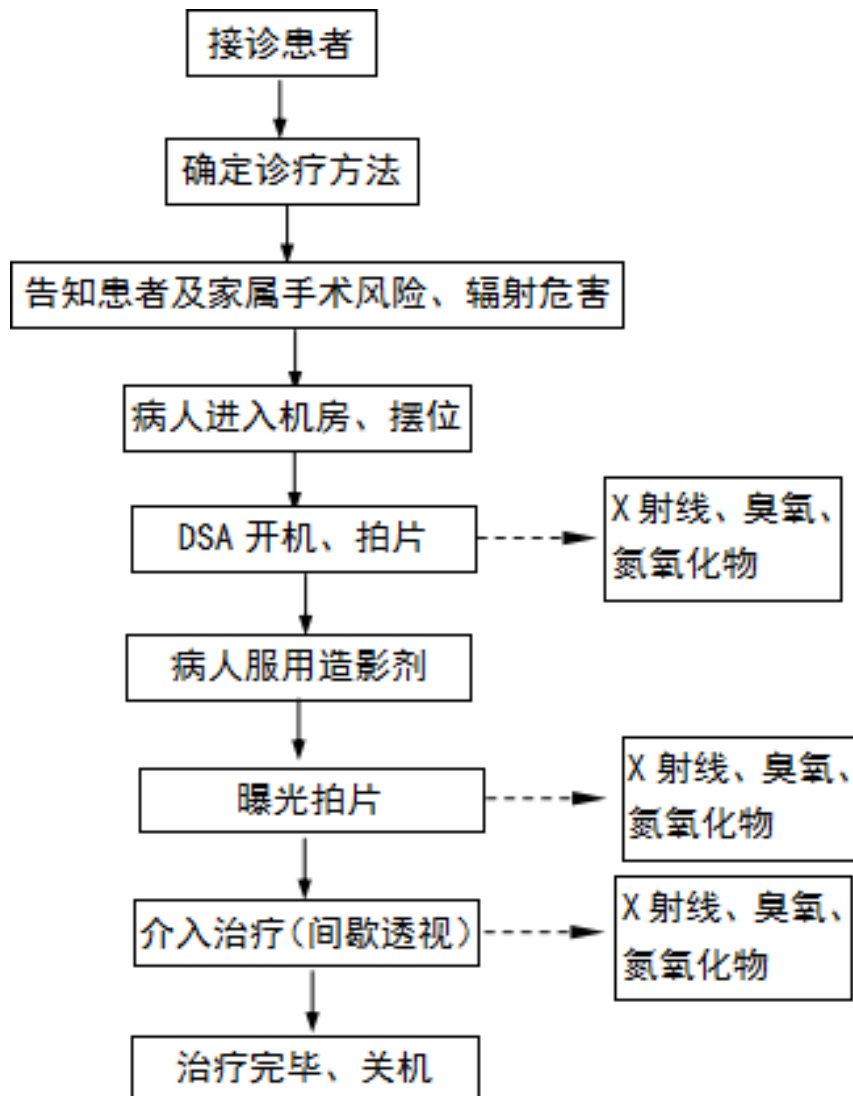 接诊患者
确定诊疗方法
告知患者及家属手术风险、辐射危害
病人进入机房、摆位
DSA 开机、拍片
X 射线、臭氧、
氮氧化物
病人服用造影剂
曝光拍片
X 射线、臭氧、
氮氧化物
介入治疗(间歇透视)
X 射线、臭氧、
氮氧化物
治疗完毕、关机